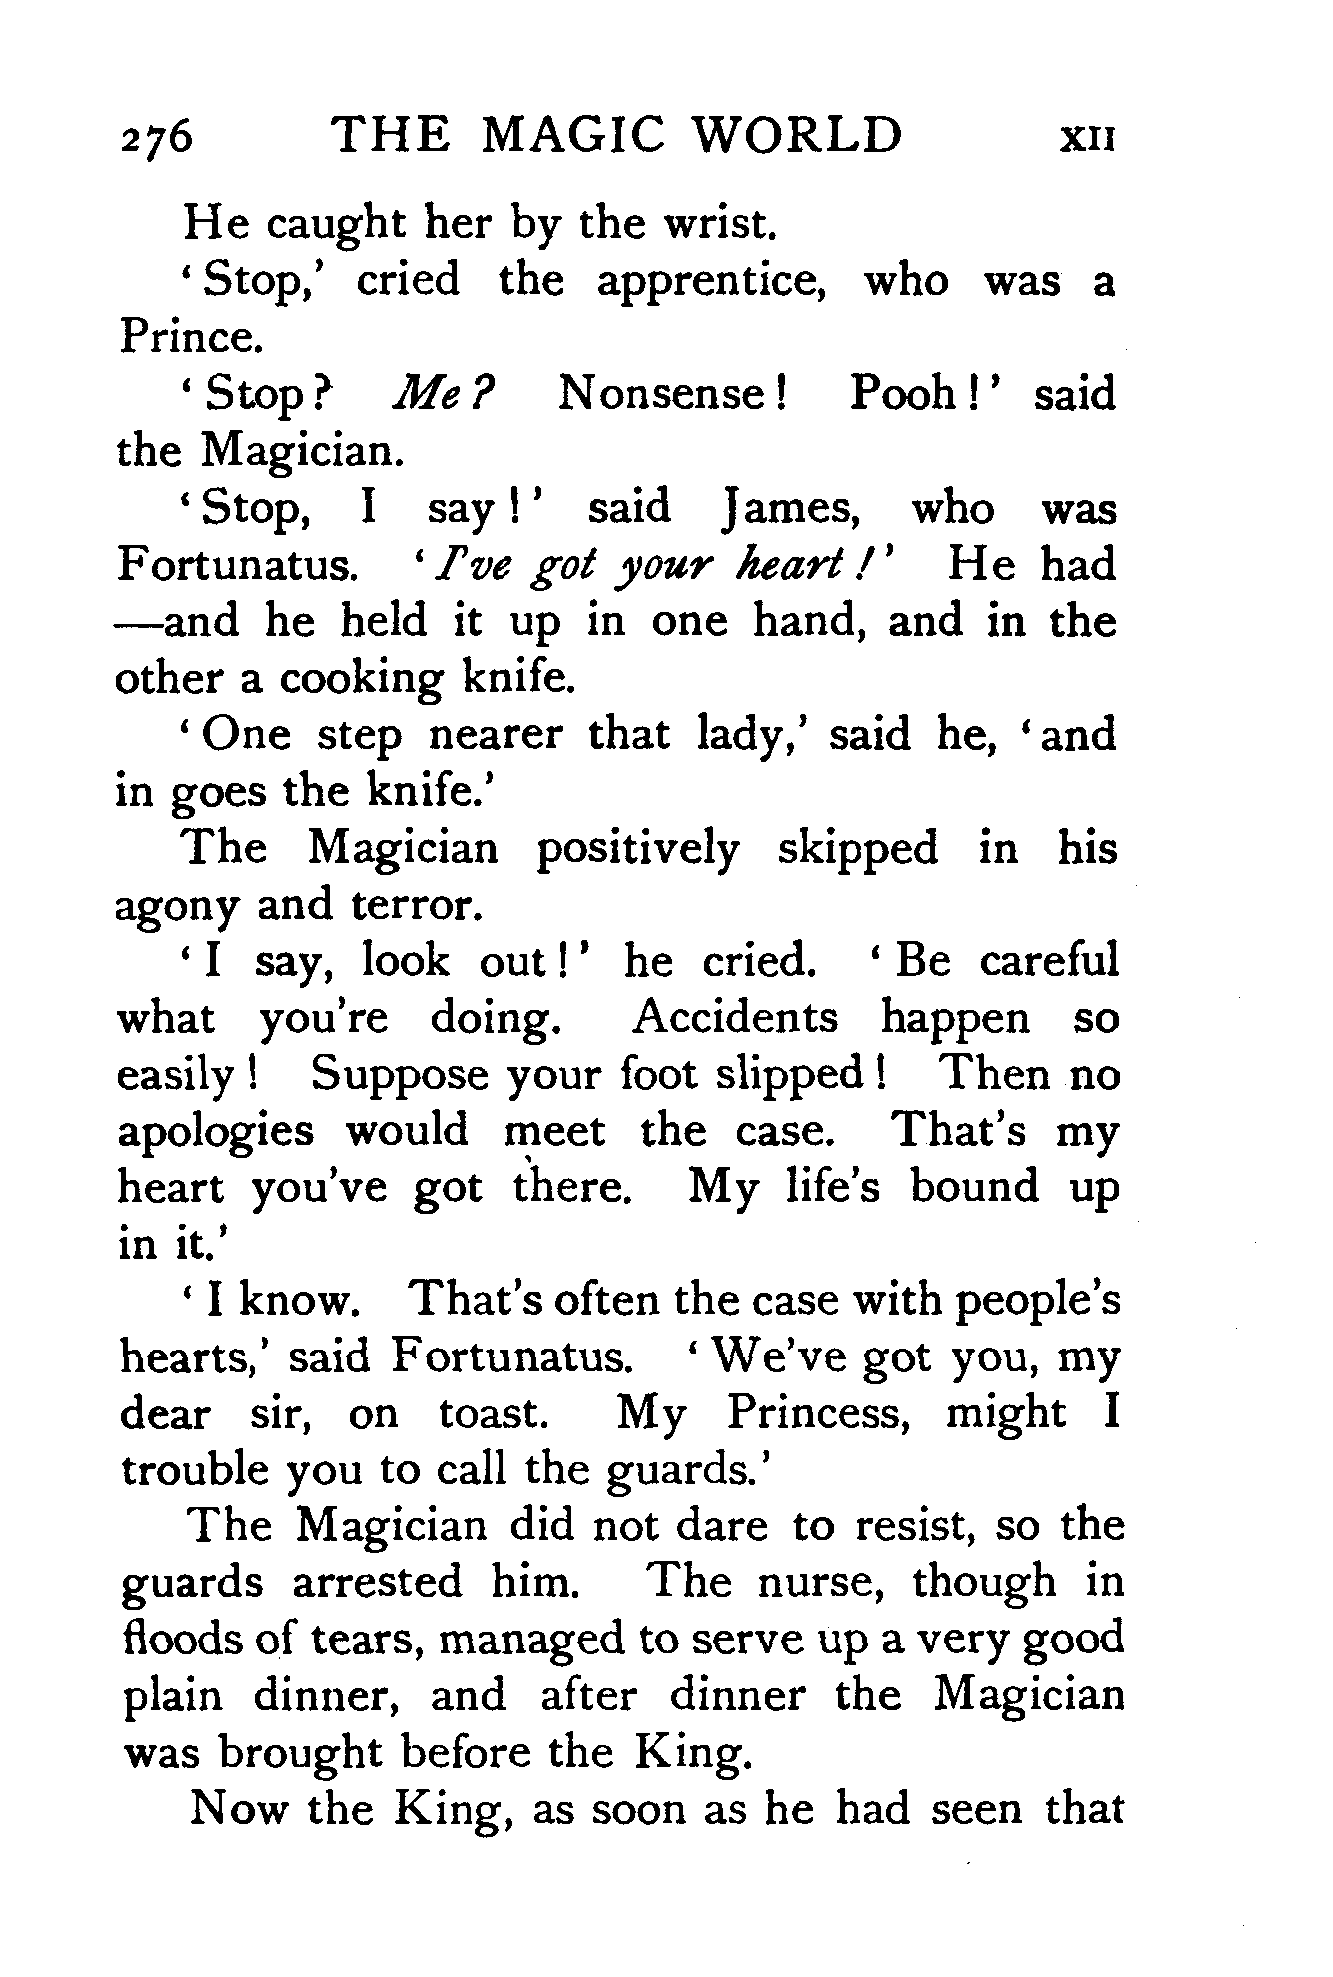 276 THE MAGIC WORLD XII
He caught her by the wrist.
‘Stop,’ cried the apprentice, who was a
Prince.
‘Stop? Me? Nonsense! Pooh!’ said
the Magician.
‘Stop, I say!’ said James, who was
Fortunatus. ‘I’ve got your heart!’ He had
—and he held it up in one hand, and in the
other a cooking knife.
‘One step nearer that lady,’ said he, ‘and
in goes the knife.’
The Magician positively skipped in his
agony and terror.
‘I say, look out!’ he cried. ‘Be careful
what you’re doing. Accidents happen so
easily! Suppose your foot slipped! Then no
apologies would meet the case. That’s my
heart you’ve got there. My life’s bound up
in it.’
‘I know. That’s often the case with people’s
hearts,’ said Fortunatus. ‘We’ve got you, my
dear sir, on toast. My Princess, might I
trouble you to call the guards.’
The Magician did not dare to resist, so the
guards arrested him. The nurse, though in
floods of tears, managed to serve up a very good
plain dinner, and after dinner the Magician
was brought before the King.
Now the King, as soon as he had seen that